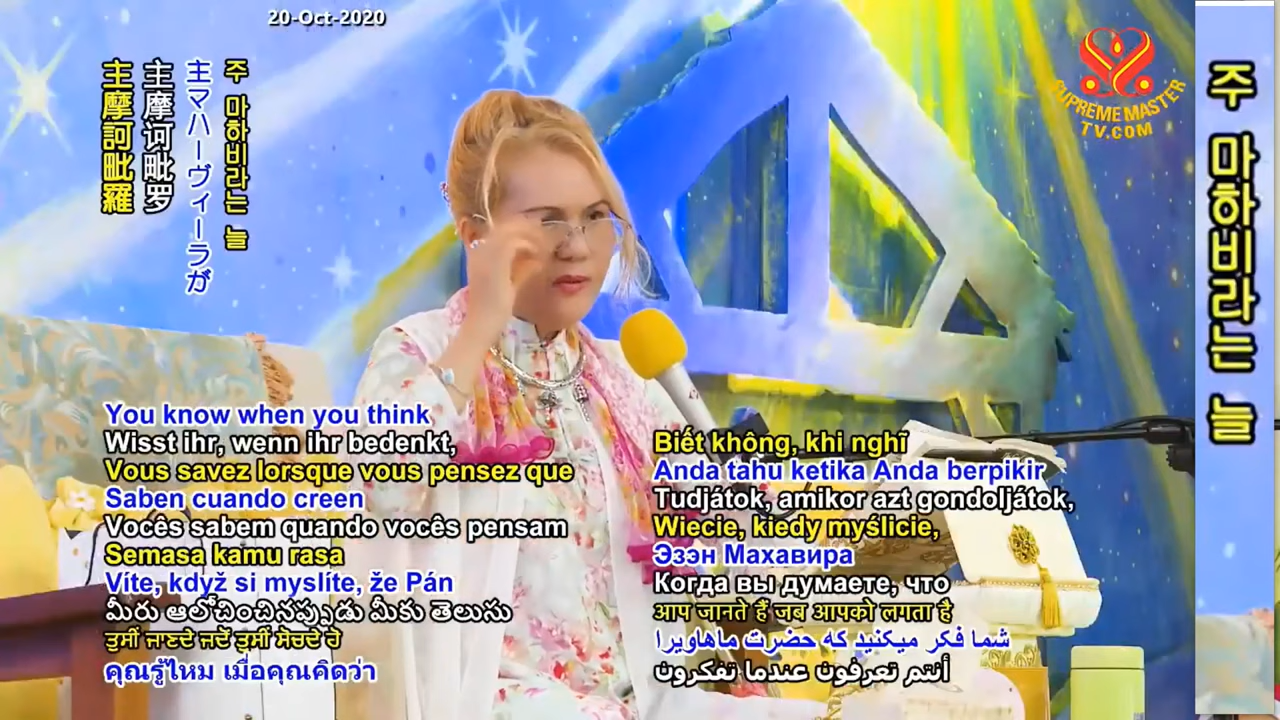 20-Oct-2020
SUPREME MASTER
TV.COM
주 마하비라는 늘
主マハーヴィーラが
主摩诃毗罗
主摩訶毗羅
주 마하비라는 늘
You know when you think
Wisst ihr, wenn ihr bedenkt,
Vous savez lorsque vous pensez que
Saben cuando creen
Vocês sabem quando vocês pensam
Semasa kamu rasa
Víte, když si myslíte, že Pán
మీరు ఆలోచించినప్పుడు మీకు తెలుసు
ਤੁਸੀਂ ਜਾਣਦੇ ਜਦੋਂ ਤੁਸੀਂ ਸੋਚਦੇ ਹੋ
คุณรู้ไหม เมื่อคุณคิดว่า
Biết không, khi nghĩ
Anda tahu ketika Anda berpikir
Tudjátok, amikor azt gondoljátok,
Wiecie, kiedy myślicie,
Эзэн Махавира
Когда вы думаете, что
आप जानते हैं जब आपको लगता है
شما فکر میکنید که حضرت ماهاویرا
أنتم تعرفون عندما تفكرون